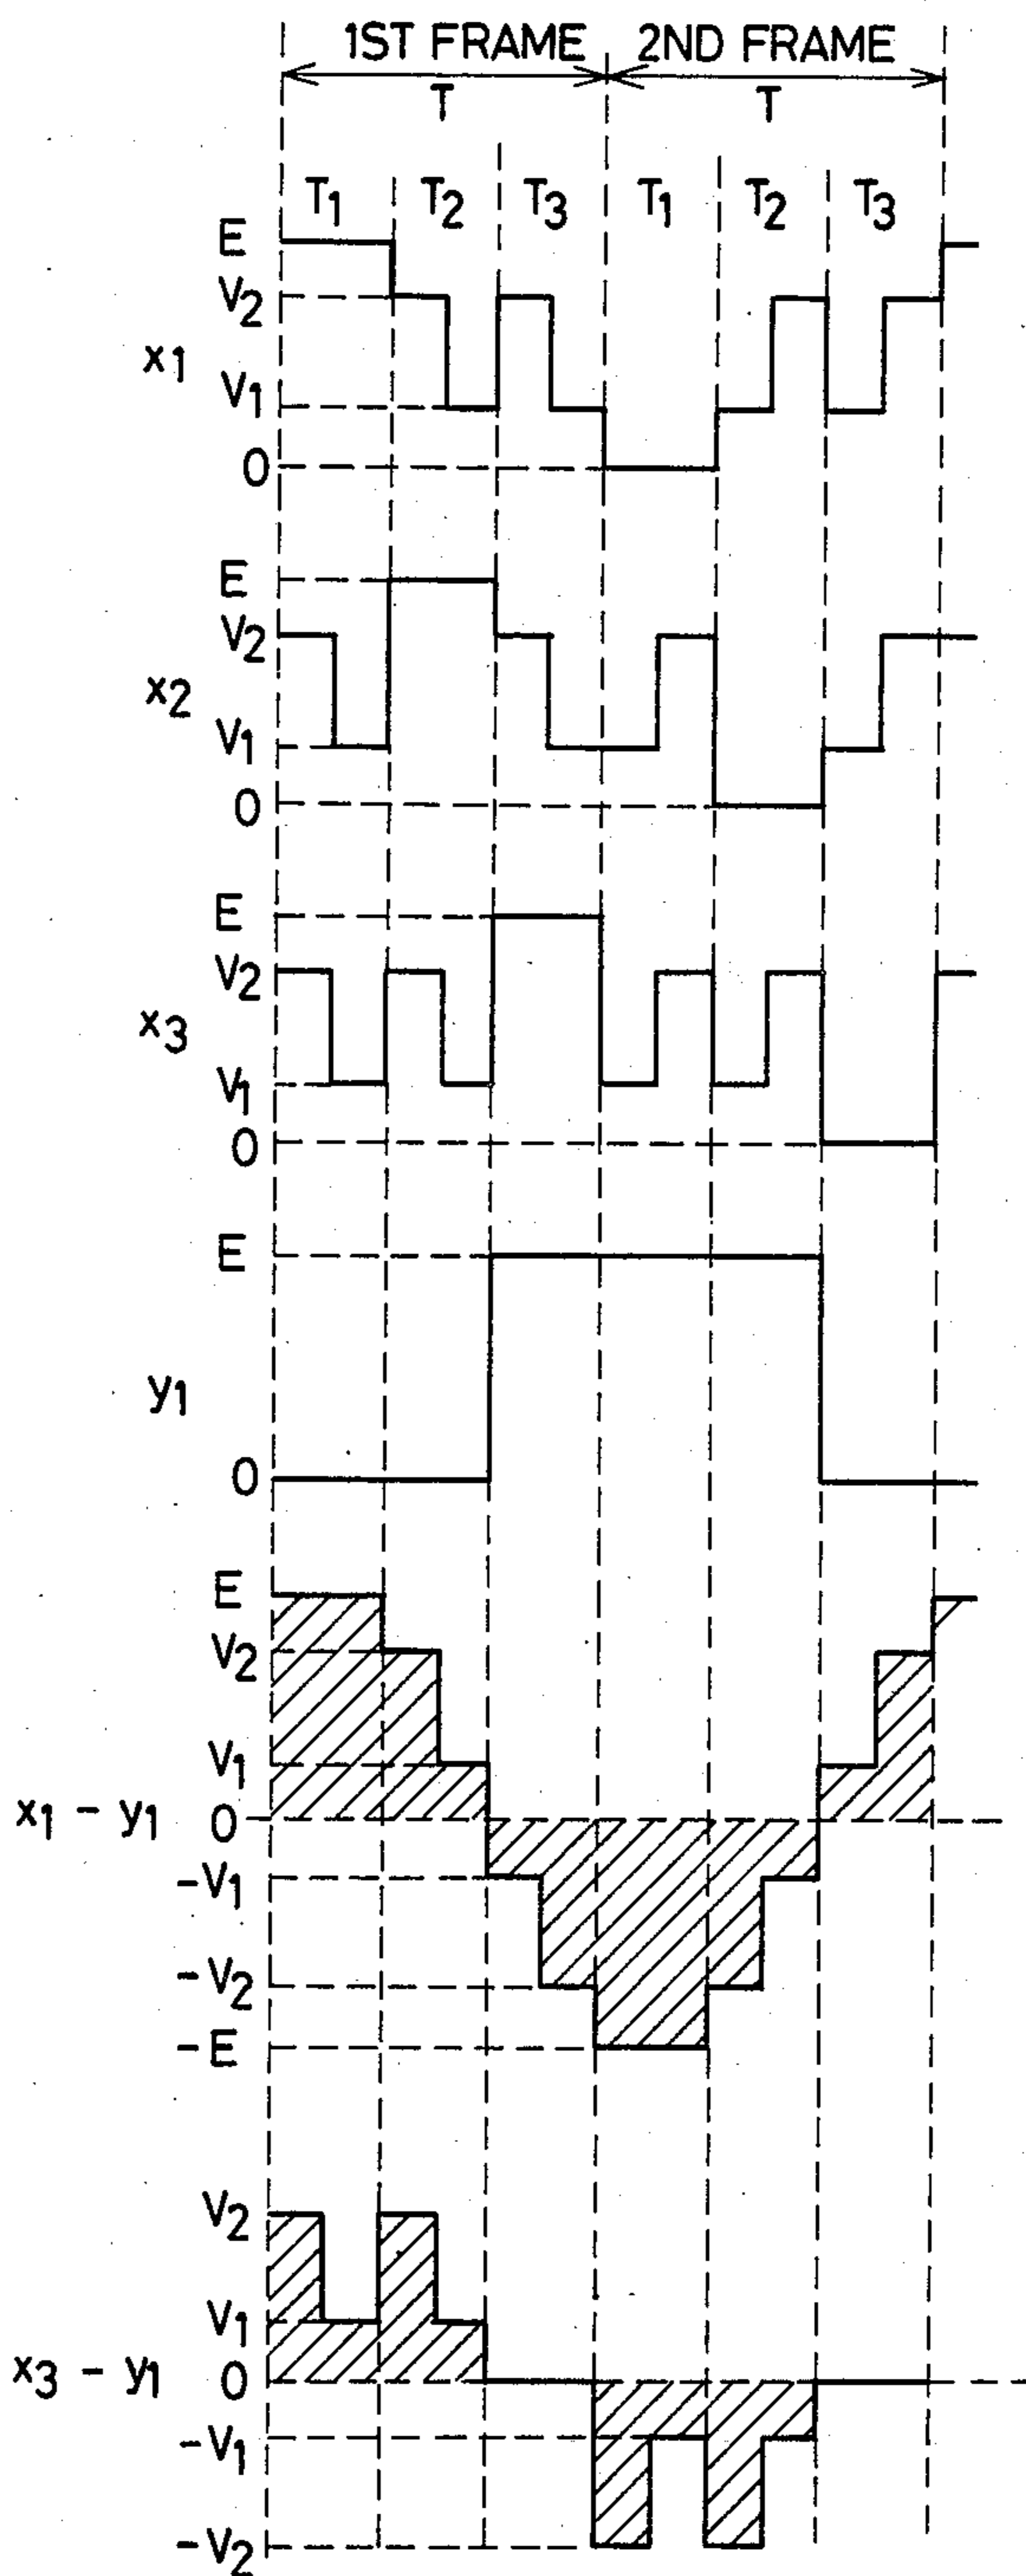 1ST FRAME 2ND FRAME
T T
T1 T2 T3 T1 T2 T3
E
V2
x1
V1
0
E
V2
x2
V1
0
E
V2
x3
V1
0
E
y1
0
E
V2
V1
x1 - y1 0
-V1
-V2
-E
V2
V1
x3 - y1 0
-V1
-V2